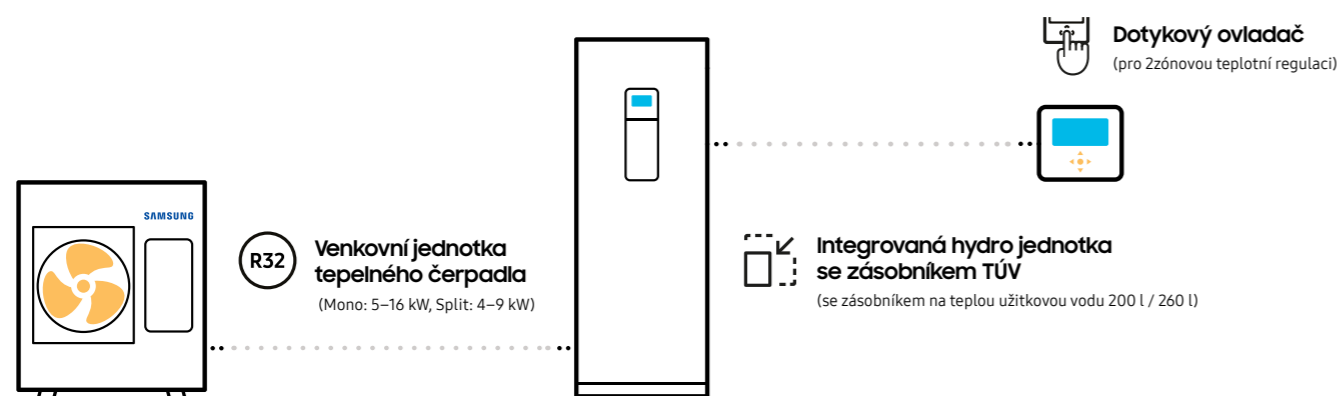 Dotykový ovladač
(pro 2zónovou teplotní regulaci)
SAMSUNG
R32
Venkovní jednotka
tepelného čerpadla
(Mono: 5–16 kW, Split: 4–9 kW)
Integrovaná hydro jednotka
se zásobníkem TÚV
(se zásobníkem na teplou užitkovou vodu 200 l / 260 l)